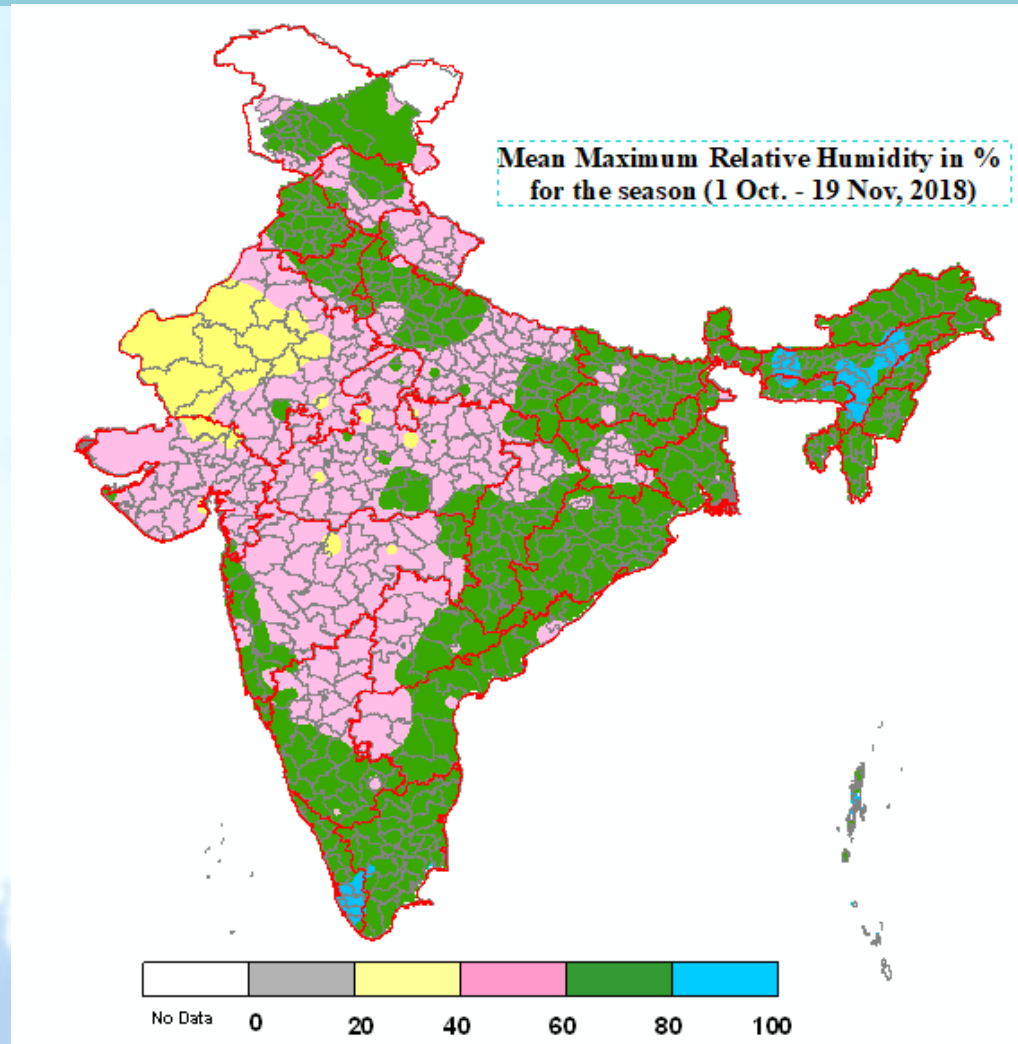 Mean Maximum Relative Humidity in %
for the season (1 Oct. - 19 Nov, 2018)
No Data 0 20 40 60 80 100